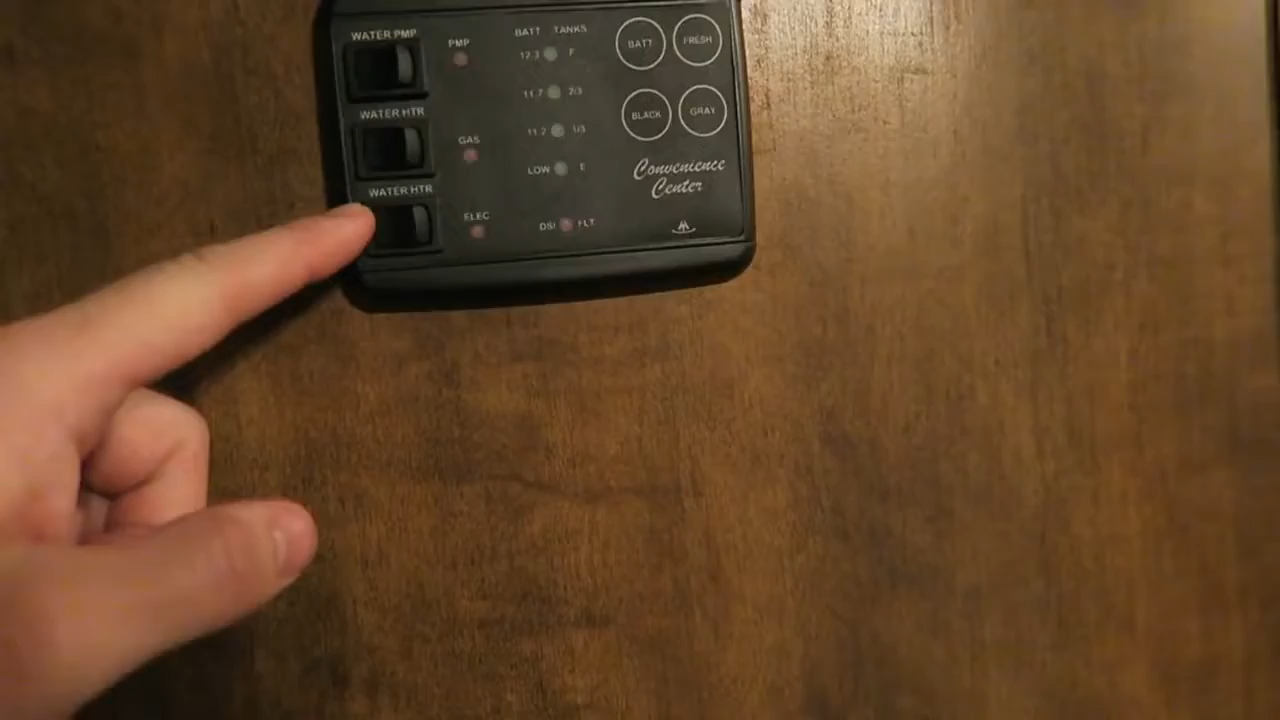 WATER PMP
PMP
BATT TANKS
12.3 F
11.7 2/3
11.2 1/3
LOW E
DSI FLT
WATER HTR
GAS
WATER HTR
ELEC
BATT FRESH
BLACK GRAY
Convenience
Center